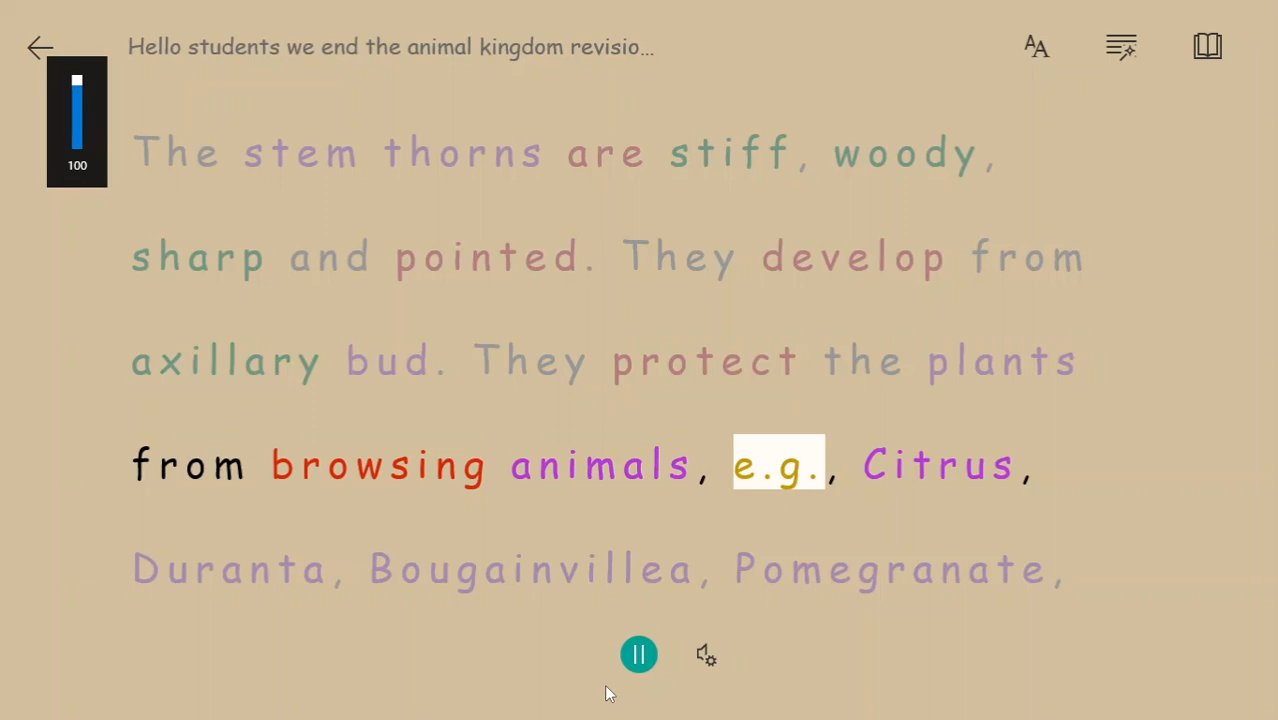 Hello students we end the animal kingdom revisio...
100
The stem thorns are stiff, woody,
sharp and pointed. They develop from
axillary bud. They protect the plants
from browsing animals, e.g., Citrus,
Duranta, Bougainvillea, Pomegranate,